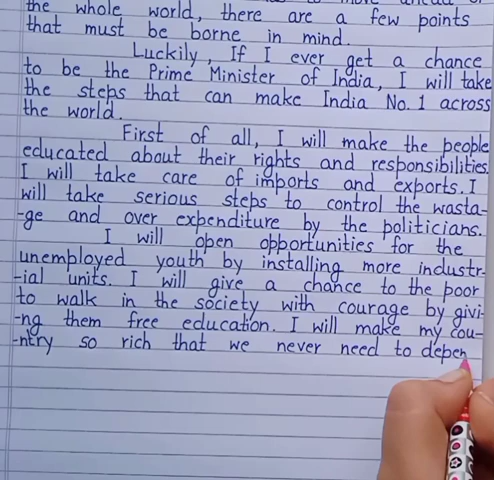 the whole world, there are a few points
that must be borne in mind.
Luckily, If I ever get a chance
to be the Prime Minister of India, I will take
the steps that can make India No. 1 across
the world.
First of all, I will make the people
educated about their rights and responsibilities.
I will take care of imports and exports. I
will take serious steps to control the wasta-
-ge and over expenditure by the politicians.
I will open opportunities for the
unemployed youth by installing more industr-
-ial units. I will give a chance to the poor
to walk in the society with courage by givi-
-ng them free education. I will make my cou-
-ntry so rich that we never need to depen